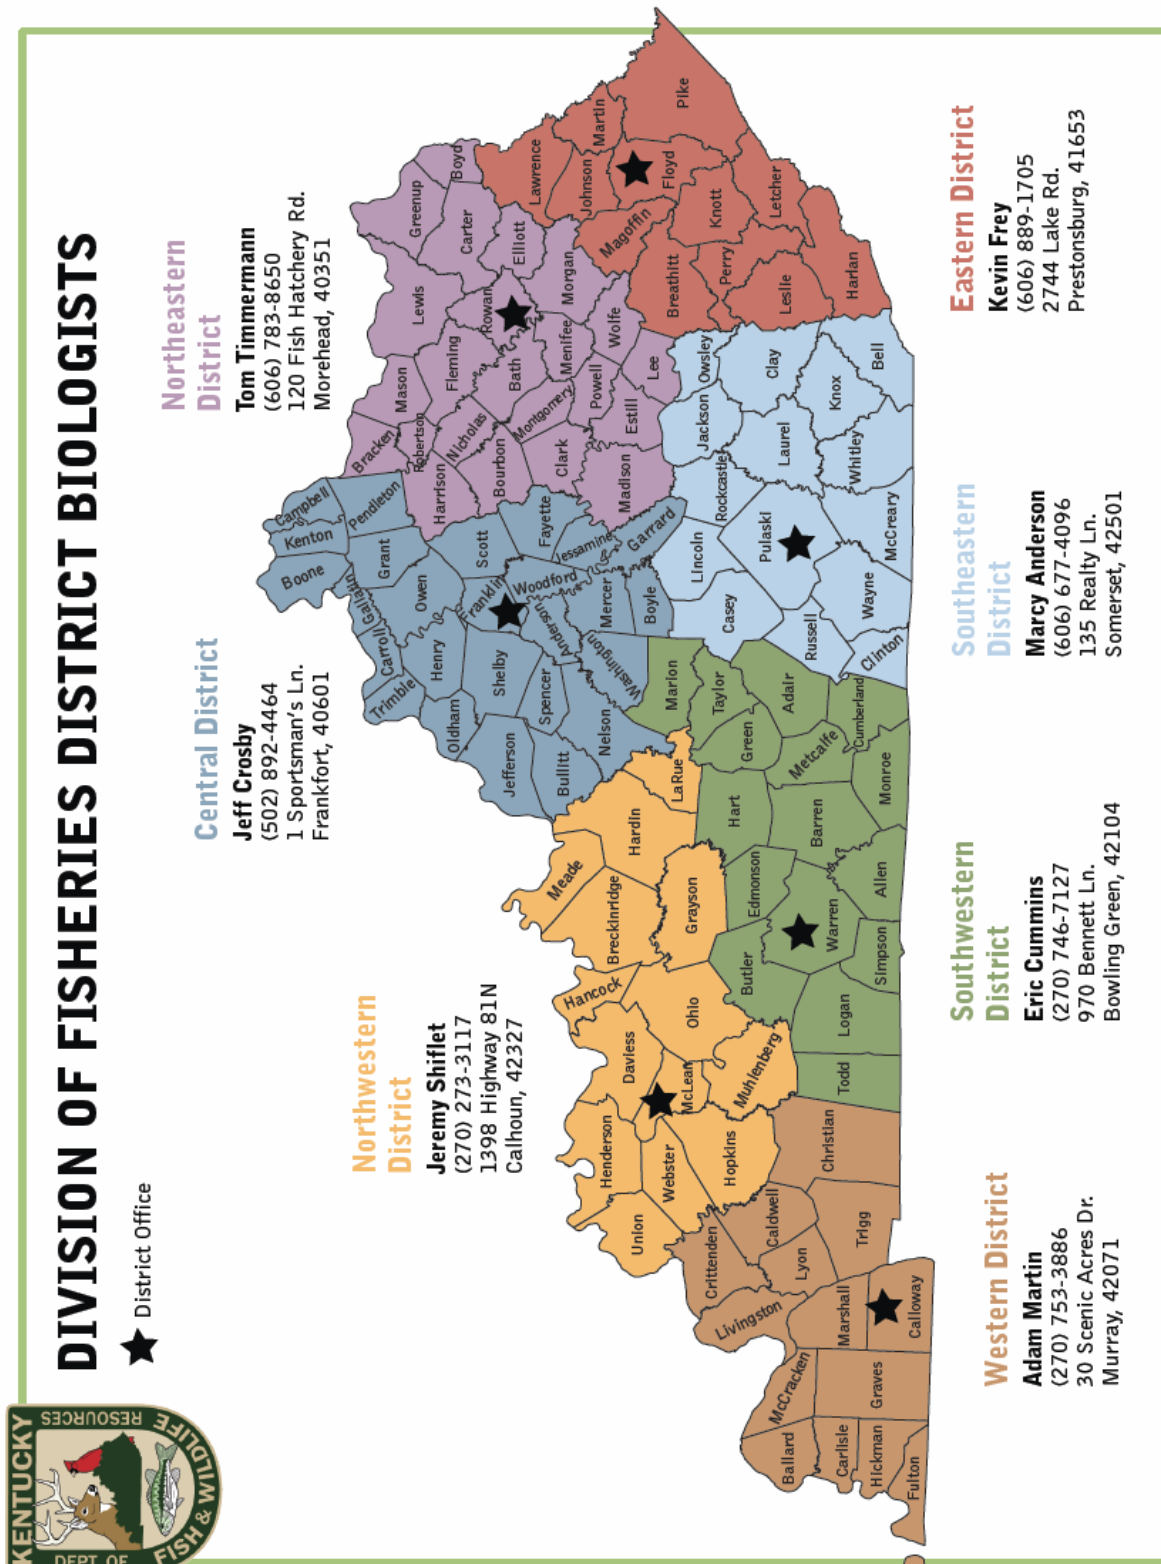 DIVISION OF FISHERIES DISTRICT BIOLOGISTS
District Office
KENTUCKY
DEPT. OF
FISH & WILDLIFE
RESOURCES
Northeastern
District
Tom Timmermann
(606) 783-8650
120 Fish Hatchery Rd.
Morehead, 40351
Central District
Jeff Crosby
(502) 892-4464
1 Sportsman's Ln.
Frankfort, 40601
Northwestern
District
Jeremy Shiflet
(270) 273-3117
1398 Highway 81N
Calhoun, 42327
Campbell
Kenton
Boone
Pendleton
Grant
Gallatin
Carroll
Owen
Trimble
Henry
Oldham
Scott
Franklin
Woodford
Fayette
Jessamine
Garrard
Shelby
Anderson
Mercer
Boyle
Jefferson
Spencer
Washington
Bullitt
Nelson
Bracken
Mason
Robertson
Lewis
Greenup
Boyd
Carter
Fleming
Rowan
Elliott
Nicholas
Harrison
Bourbon
Bath
Montgomery
Menifee
Morgan
Clark
Powell
Wolfe
Madison
Estill
Lee
Lawrence
Johnson
Martin
Magoffin
Floyd
Pike
Breathitt
Knott
Perry
Letcher
Leslie
Harlan
Owsley
Jackson
Rockcastle
Lincoln
Casey
Clay
Laurel
Pulaski
Russell
Bell
Knox
Whitley
McCreary
Wayne
Clinton
Marion
Taylor
Green
Adair
Cumberland
Metcalfe
Monroe
Hart
Barren
Edmonson
Allen
Warren
Butler
Simpson
Logan
Todd
Meade
Hardin
LaRue
Breckinridge
Grayson
Hancock
Ohio
Daviess
McLean
Muhlenberg
Henderson
Webster
Hopkins
Union
Crittenden
Caldwell
Christian
Lyon
Trigg
Livingston
Marshall
Calloway
McCracken
Graves
Ballard
Carlisle
Hickman
Fulton
Western District
Adam Martin
(270) 753-3886
30 Scenic Acres Dr.
Murray, 42071
Southwestern
District
Eric Cummins
(270) 746-7127
970 Bennett Ln.
Bowling Green, 42104
Southeastern
District
Marcy Anderson
(606) 677-4096
135 Realty Ln.
Somerset, 42501
Eastern District
Kevin Frey
(606) 889-1705
2744 Lake Rd.
Prestonsburg, 41653